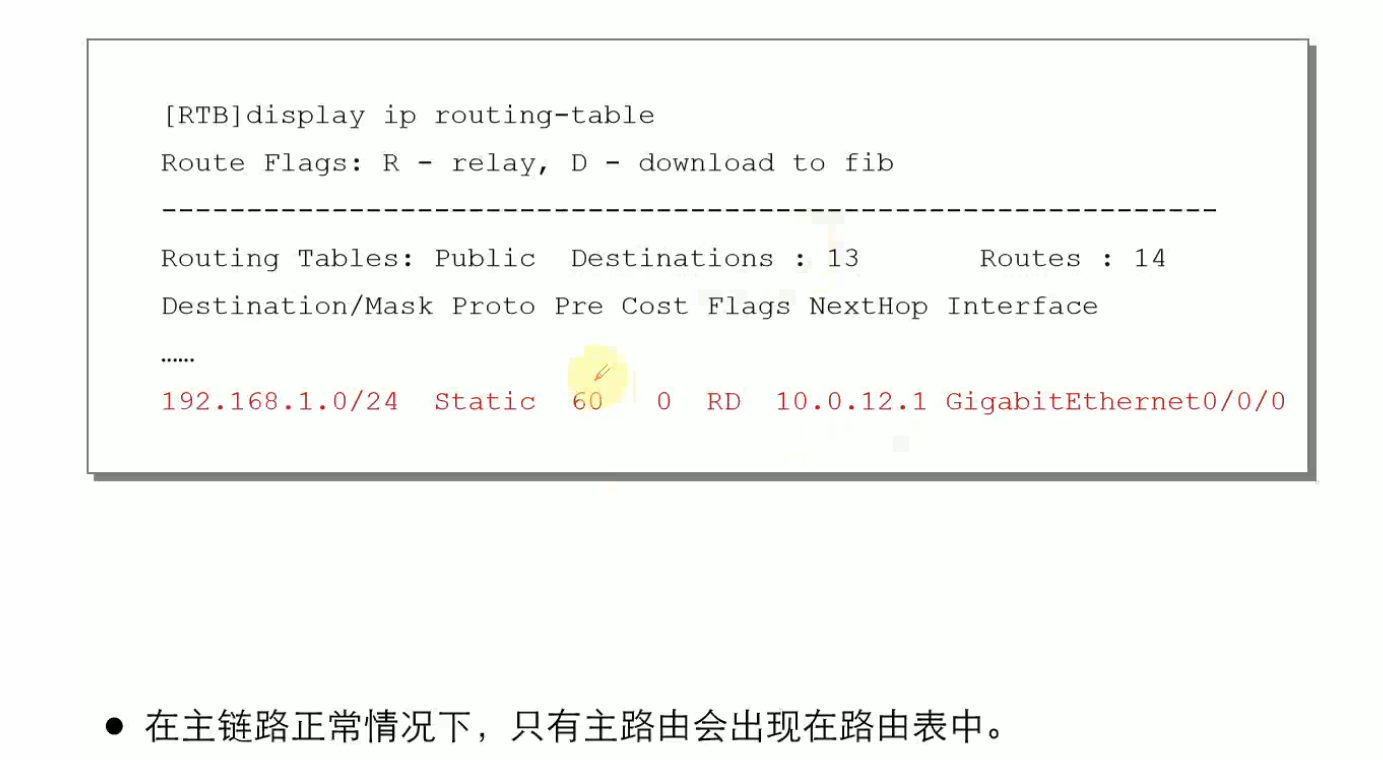 [RTB]display ip routing-table
Route Flags: R - relay, D - download to fib
--------------------------------------------------------------
Routing Tables: Public  Destinations : 13       Routes : 14
Destination/Mask Proto Pre Cost Flags NextHop Interface
……
192.168.1.0/24  Static  60   0  RD  10.0.12.1 GigabitEthernet0/0/0
● 在主链路正常情况下，只有主路由会出现在路由表中。